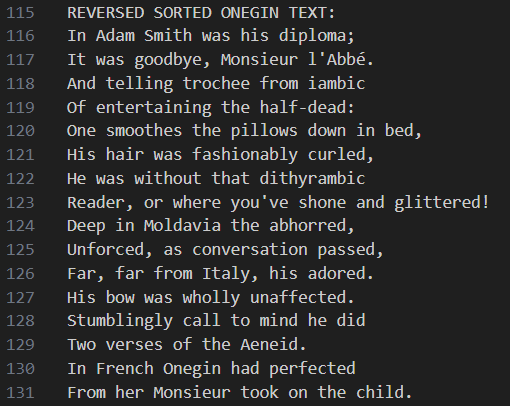 115 REVERSED SORTED ONEGIN TEXT:
116 In Adam Smith was his diploma;
117 It was goodbye, Monsieur l'Abbé.
118 And telling trochee from iambic
119 Of entertaining the half-dead:
120 One smoothes the pillows down in bed,
121 His hair was fashionably curled,
122 He was without that dithyrambic
123 Reader, or where you've shone and glittered!
124 Deep in Moldavia the abhorred,
125 Unforced, as conversation passed,
126 Far, far from Italy, his adored.
127 His bow was wholly unaffected.
128 Stumblingly call to mind he did
129 Two verses of the Aeneid.
130 In French Onegin had perfected
131 From her Monsieur took on the child.